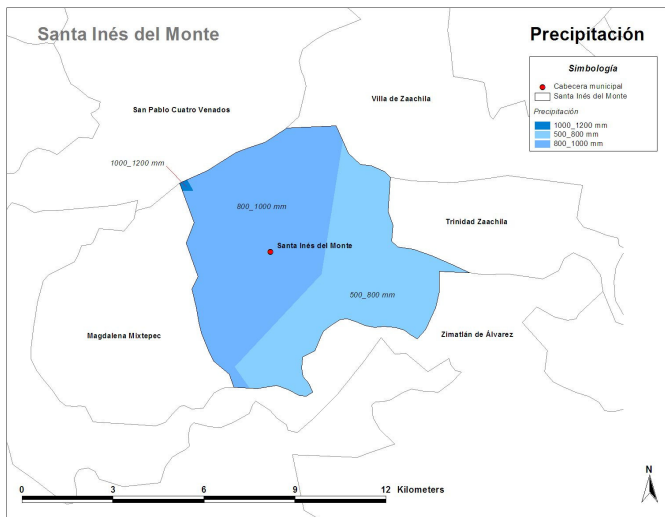 Santa Inés del Monte
Precipitación
Simbología
Cabecera municipal
Santa Inés del Monte
Precipitación
1000_1200 mm
500_800 mm
800_1000 mm
Villa de Zaachila
San Pablo Cuatro Venados
1000_1200 mm
800_1000 mm
Trinidad Zaachila
Santa Inés del Monte
500_800 mm
Magdalena Mixtepec
Zimatlán de Álvarez
N
0 3 6 9 12 Kilometers